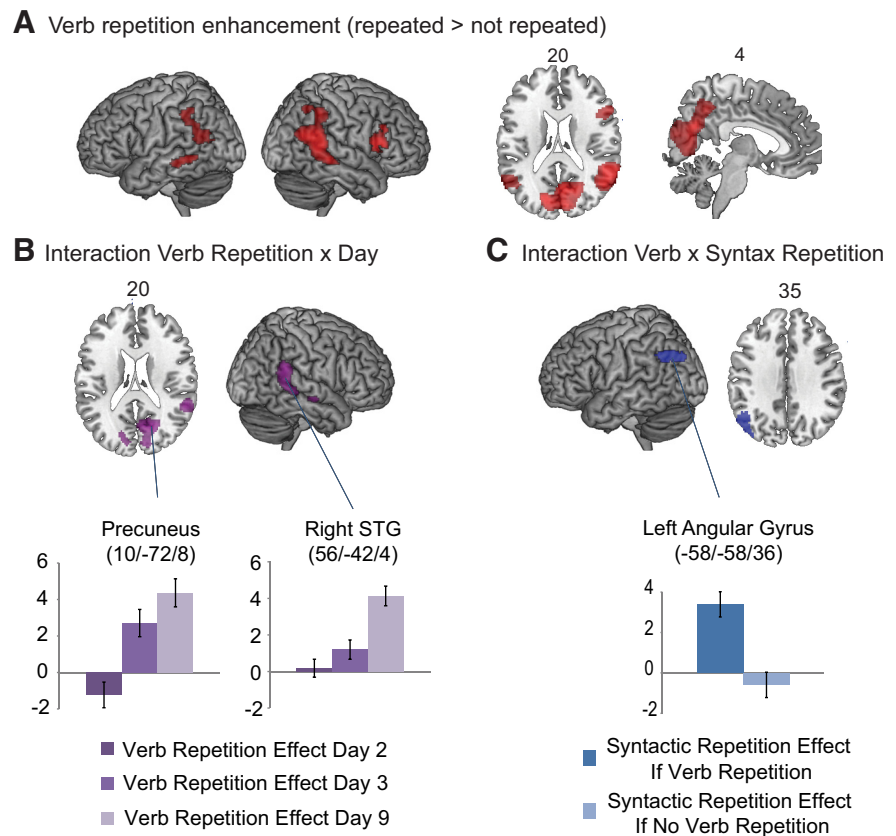 A Verb repetition enhancement (repeated > not repeated)
20
4
B Interaction Verb Repetition x Day
20
Precuneus
(10/-72/8)
6
4
2
0
-2
Right STG
(56/-42/4)
6
4
2
0
-2
Verb Repetition Effect Day 2
Verb Repetition Effect Day 3
Verb Repetition Effect Day 9
C Interaction Verb x Syntax Repetition
35
Left Angular Gyrus
(-58/-58/36)
4
2
0
-2
Syntactic Repetition Effect
If Verb Repetition
Syntactic Repetition Effect
If No Verb Repetition